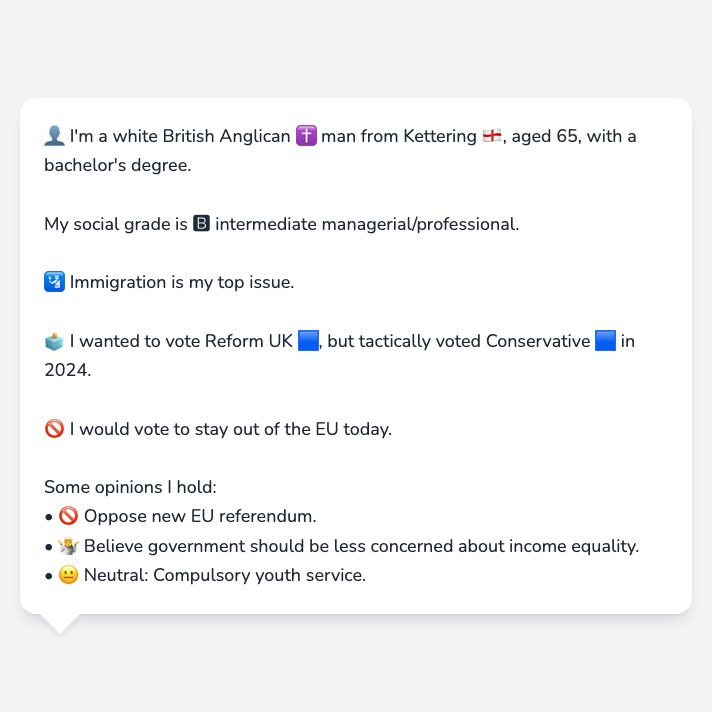 👤 I'm a white British Anglican ✝️ man from Kettering 🏴󠁧󠁢󠁥󠁮󠁧󠁿, aged 65, with a
bachelor's degree.
My social grade is 🅱 intermediate managerial/professional.
🛂 Immigration is my top issue.
🗳️ I wanted to vote Reform UK 🟦, but tactically voted Conservative 🟦 in
2024.
🚫 I would vote to stay out of the EU today.
Some opinions I hold:
• 🚫 Oppose new EU referendum.
• 🤷 Believe government should be less concerned about income equality.
• 😐 Neutral: Compulsory youth service.